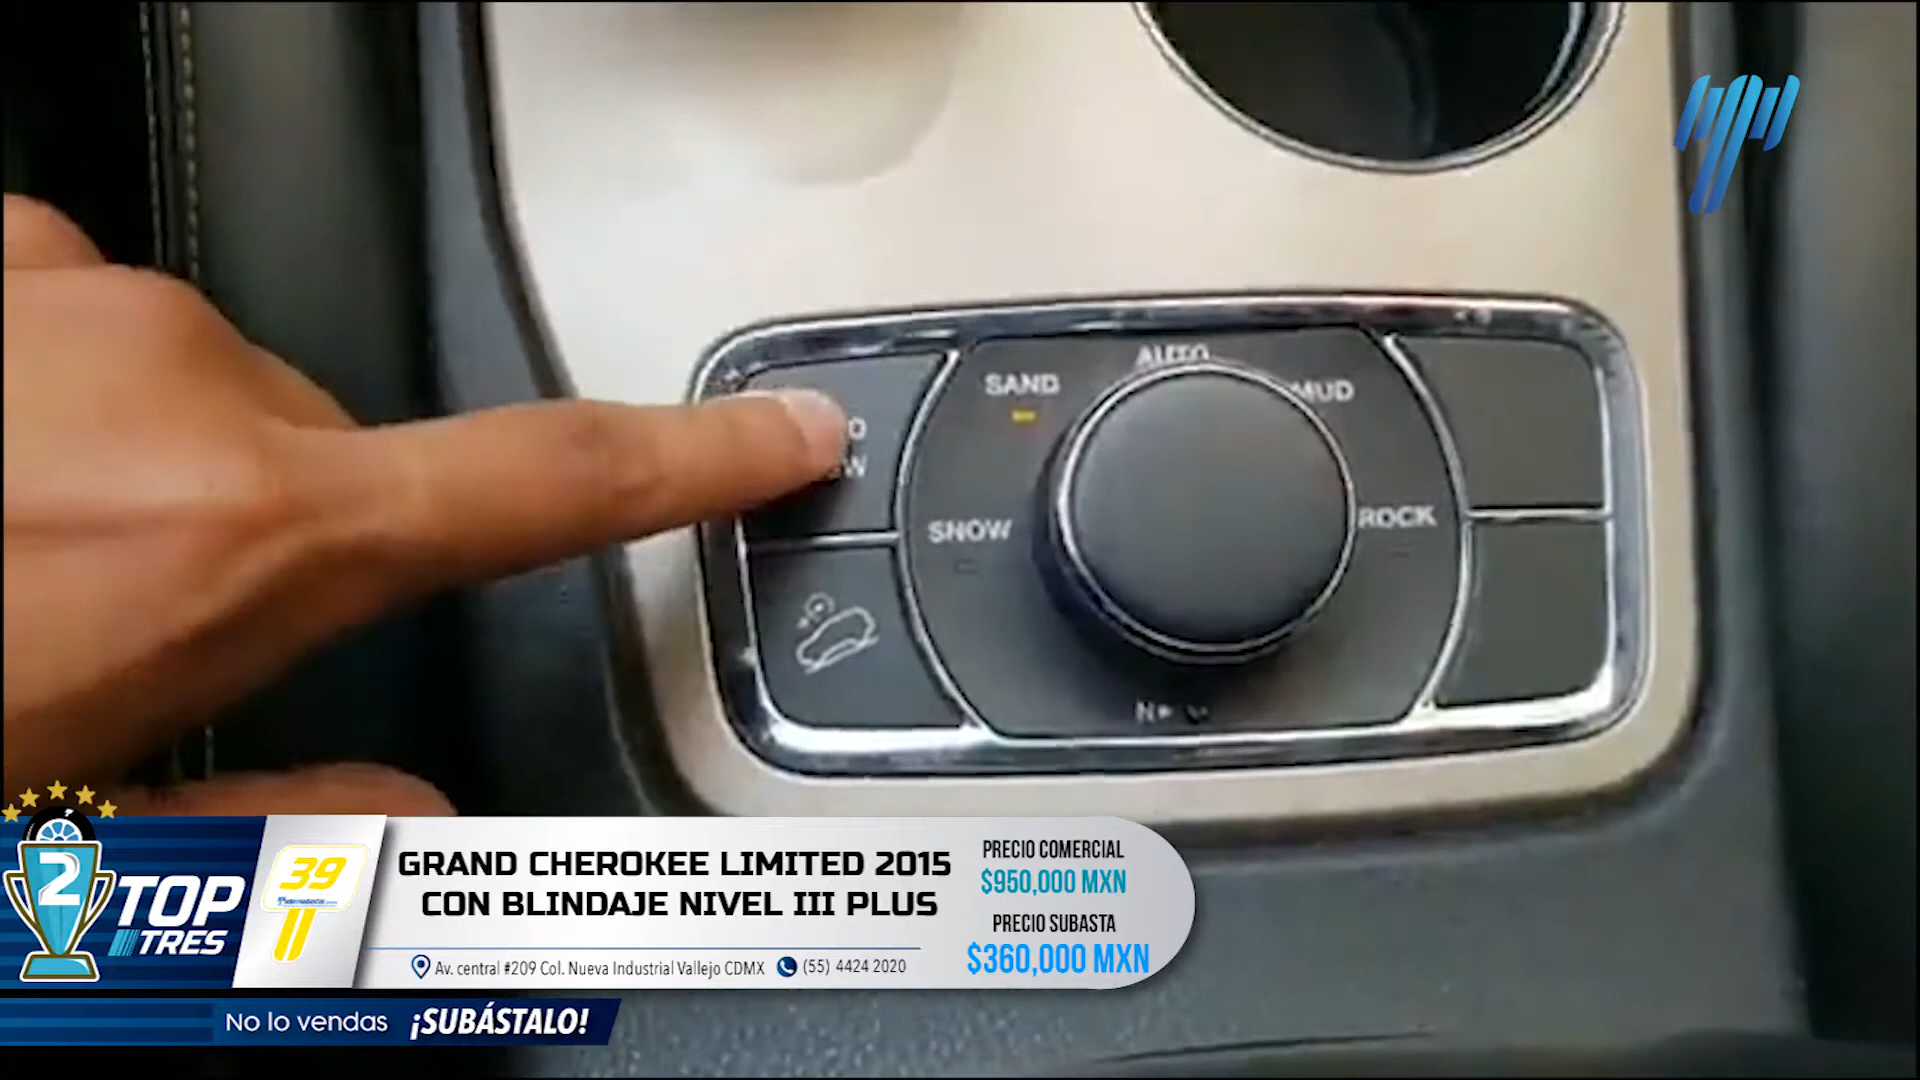 AUTO
SAND
MUD
SNOW
ROCK
2
TOP
TRES
39
GRAND CHEROKEE LIMITED 2015
CON BLINDAJE NIVEL III PLUS
Av. central #209 Col. Nueva Industrial Vallejo CDMX (55) 4424 2020
PRECIO COMERCIAL
$950,000 MXN
PRECIO SUBASTA
$360,000 MXN
No lo vendas ¡SUBÁSTALO!